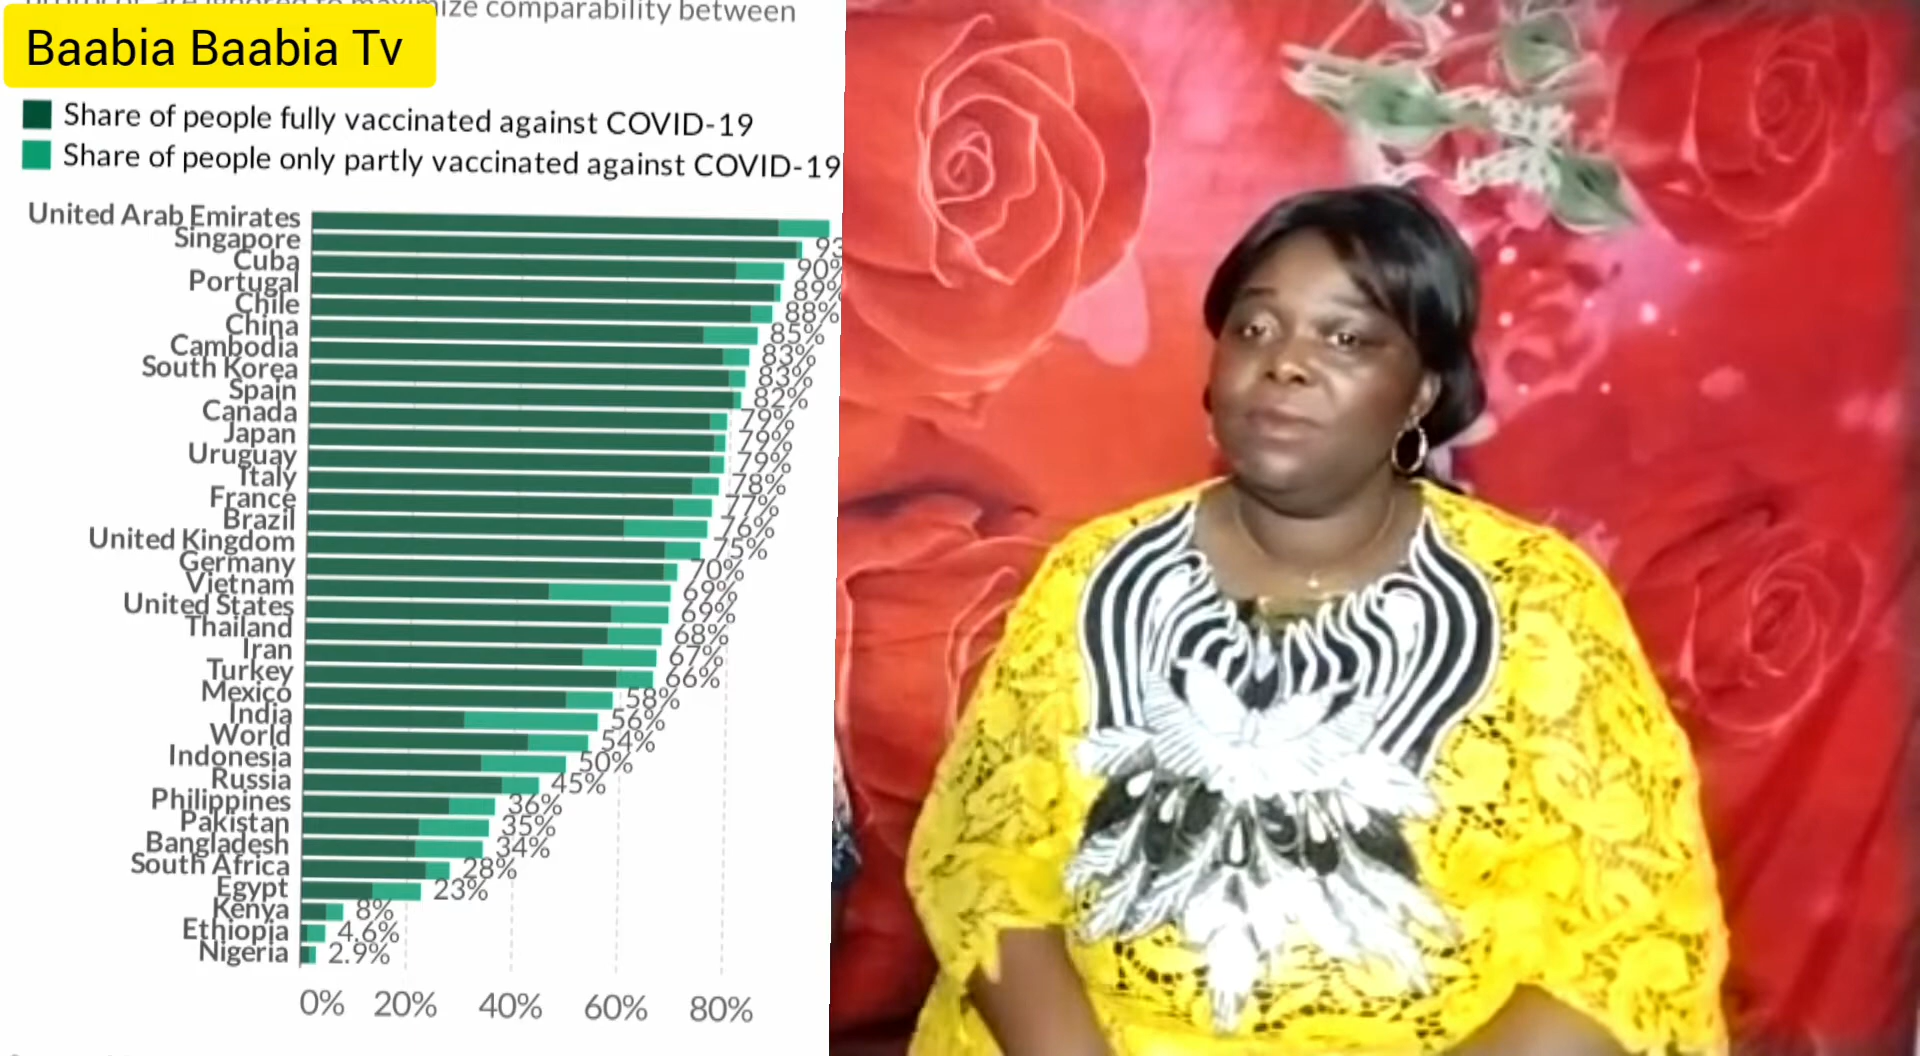 maximize comparability between
Baabia Baabia Tv
Share of people fully vaccinated against COVID-19
Share of people only partly vaccinated against COVID-19
United Arab Emirates
Singapore 93
Cuba 90%
Portugal 89%
Chile 88%
China 85%
Cambodia 83%
South Korea 83%
Spain 82%
Canada 79%
Japan 79%
Uruguay 79%
Italy 78%
France 77%
Brazil 76%
United Kingdom 75%
Germany 70%
Vietnam 69%
United States 69%
Thailand 68%
Iran 67%
Turkey 66%
Mexico 58%
India 56%
World 54%
Indonesia 50%
Russia 45%
Philippines 36%
Pakistan 35%
Bangladesh 34%
South Africa 28%
Egypt 23%
Kenya 8%
Ethiopia 4.6%
Nigeria 2.9%
0% 20% 40% 60% 80%